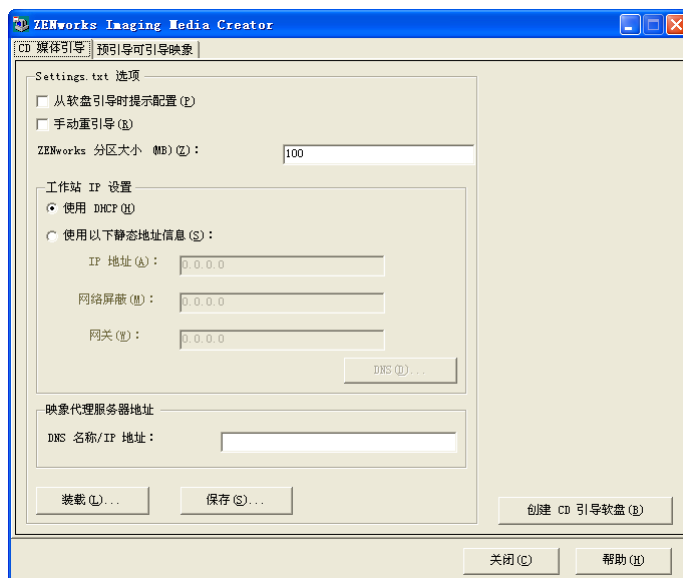 ZENworks Imaging Media Creator
CD 媒体引导 预引导可引导映象
Settings.txt 选项
从软盘引导时提示配置(P)
手动重引导(R)
ZENworks 分区大小 (MB)(Z): 100
工作站 IP 设置
使用 DHCP(H)
使用以下静态地址信息(S):
IP 地址(A): 0.0.0.0
网络屏蔽(M): 0.0.0.0
网关(W): 0.0.0.0
DNS(D)...
映象代理服务器地址
DNS 名称/IP 地址:
装载(L)... 保存(S)...
创建 CD 引导软盘(B)
关闭(C) 帮助(H)